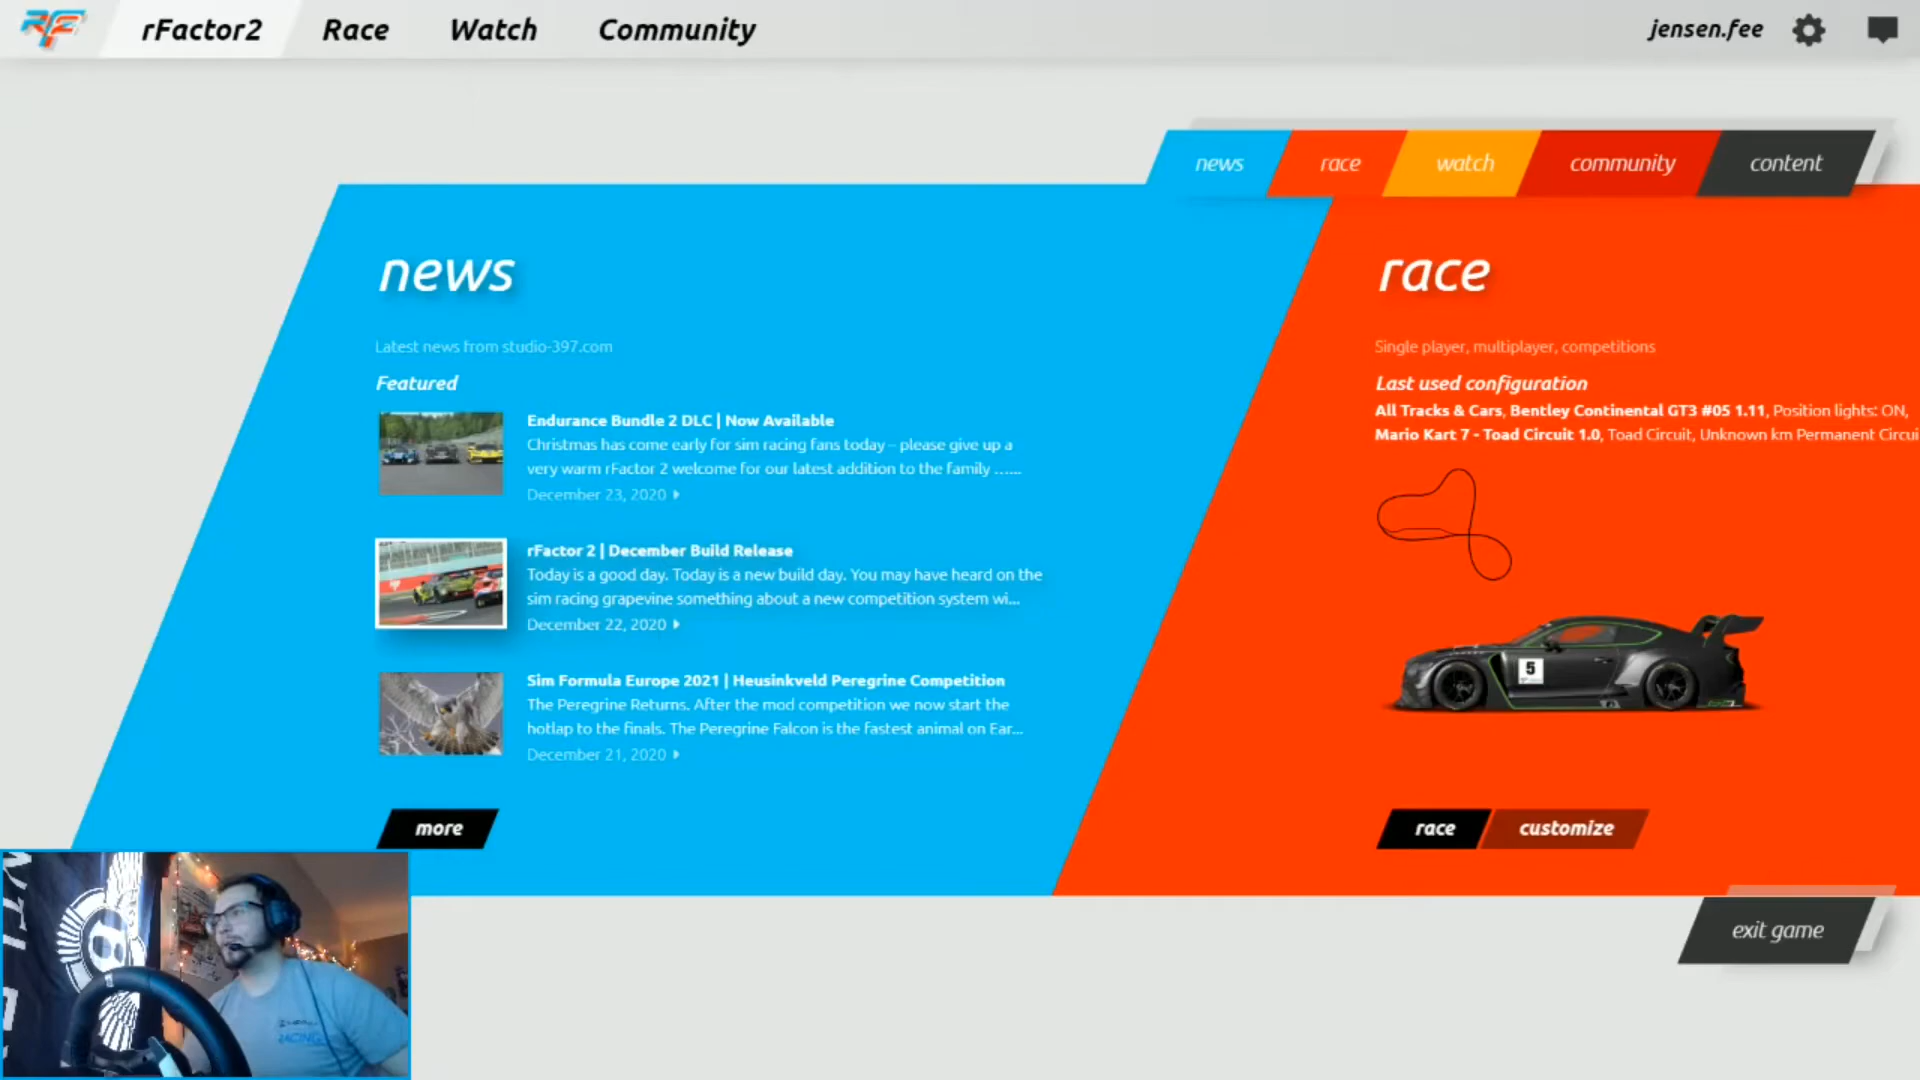 rFactor2 Race Watch Community jensen.fee
news race watch community content
news
Latest news from studio-397.com
Featured
Endurance Bundle 2 DLC | Now Available
Christmas has come early for sim racing fans today – please give up a
very warm rFactor 2 welcome for our latest addition to the family …...
December 23, 2020
rFactor 2 | December Build Release
Today is a good day. Today is a new build day. You may have heard on the
sim racing grapevine something about a new competition system wi...
December 22, 2020
Sim Formula Europe 2021 | Heusinkveld Peregrine Competition
The Peregrine Returns. After the mod competition we now start the
hotlap to the finals. The Peregrine Falcon is the fastest animal on Ear...
December 21, 2020
more
race
Single player, multiplayer, competitions
Last used configuration
All Tracks & Cars, Bentley Continental GT3 #05 1.11, Position lights: ON,
Mario Kart 7 - Toad Circuit 1.0, Toad Circuit, Unknown km Permanent Circui
5
race customize
exit game
RACING